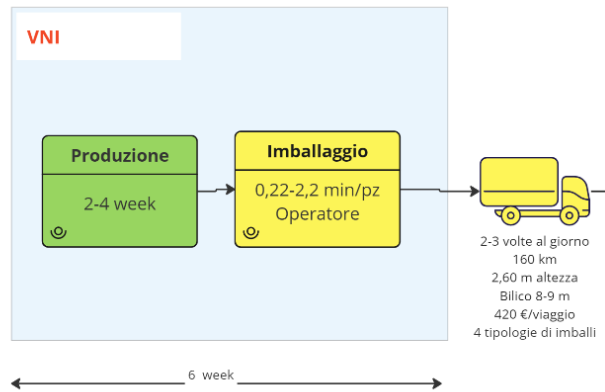 VNI
Produzione
2-4 week
Imballaggio
0,22-2,2 min/pz
Operatore
2-3 volte al giorno
160 km
2,60 m altezza
Bilico 8-9 m
420 €/viaggio
4 tipologie di imballi
6 week